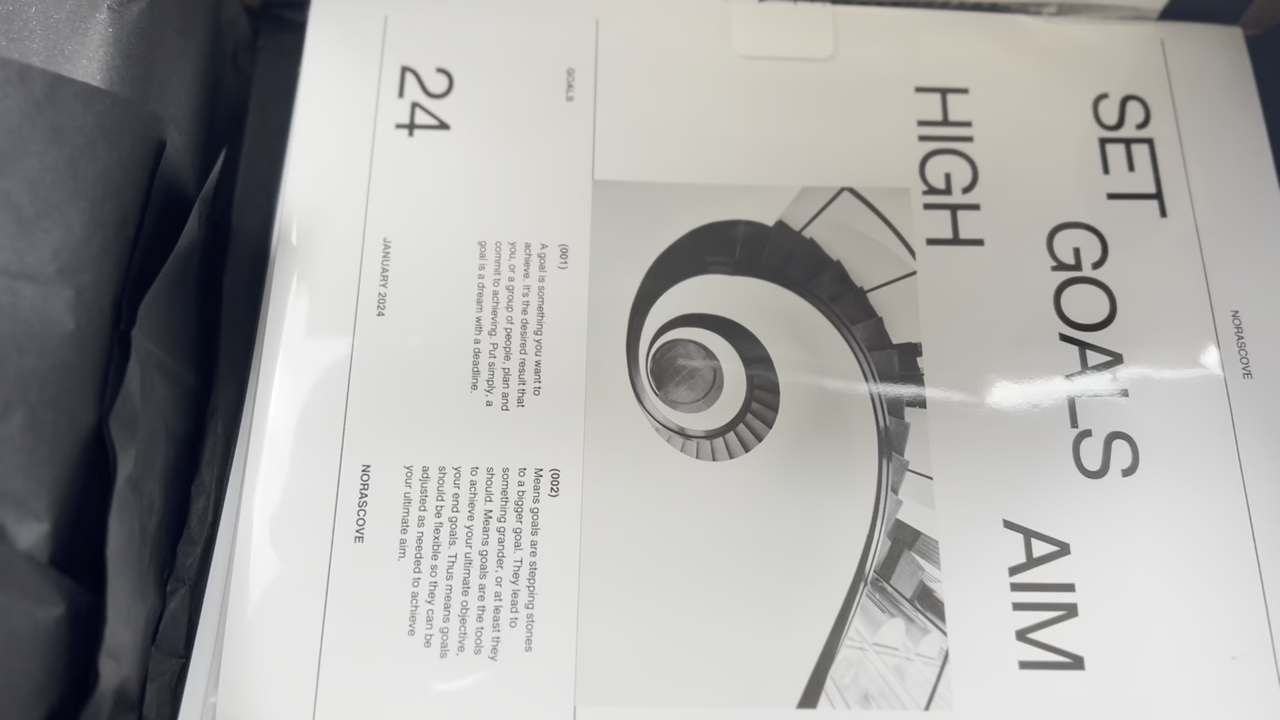 NORASCOVE
SET
GOALS
AIM
HIGH
GOALS
(001)
A goal is something you want to
achieve. It's the desired result that
you, or a group of people, plan and
commit to achieving. Put simply, a
goal is a dream with a deadline.
(002)
Means goals are stepping stones
to a bigger goal. They lead to
something grander, or at least they
should. Means goals are the tools
to achieve your ultimate objective,
your end goals. Thus means goals
should be flexible so they can be
adjusted as needed to achieve
your ultimate aim.
24
JANUARY 2024
NORASCOVE